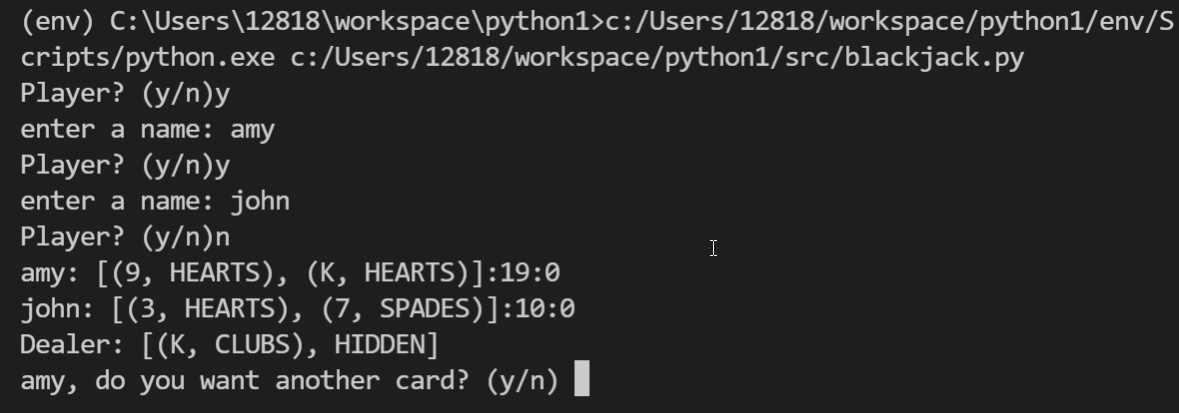 (env) C:\Users\12818\workspace\python1>c:/Users/12818/workspace/python1/env/S
cripts/python.exe c:/Users/12818/workspace/python1/src/blackjack.py
Player? (y/n)y
enter a name: amy
Player? (y/n)y
enter a name: john
Player? (y/n)n
amy: [(9, HEARTS), (K, HEARTS)]:19:0
john: [(3, HEARTS), (7, SPADES)]:10:0
Dealer: [(K, CLUBS), HIDDEN]
amy, do you want another card? (y/n)